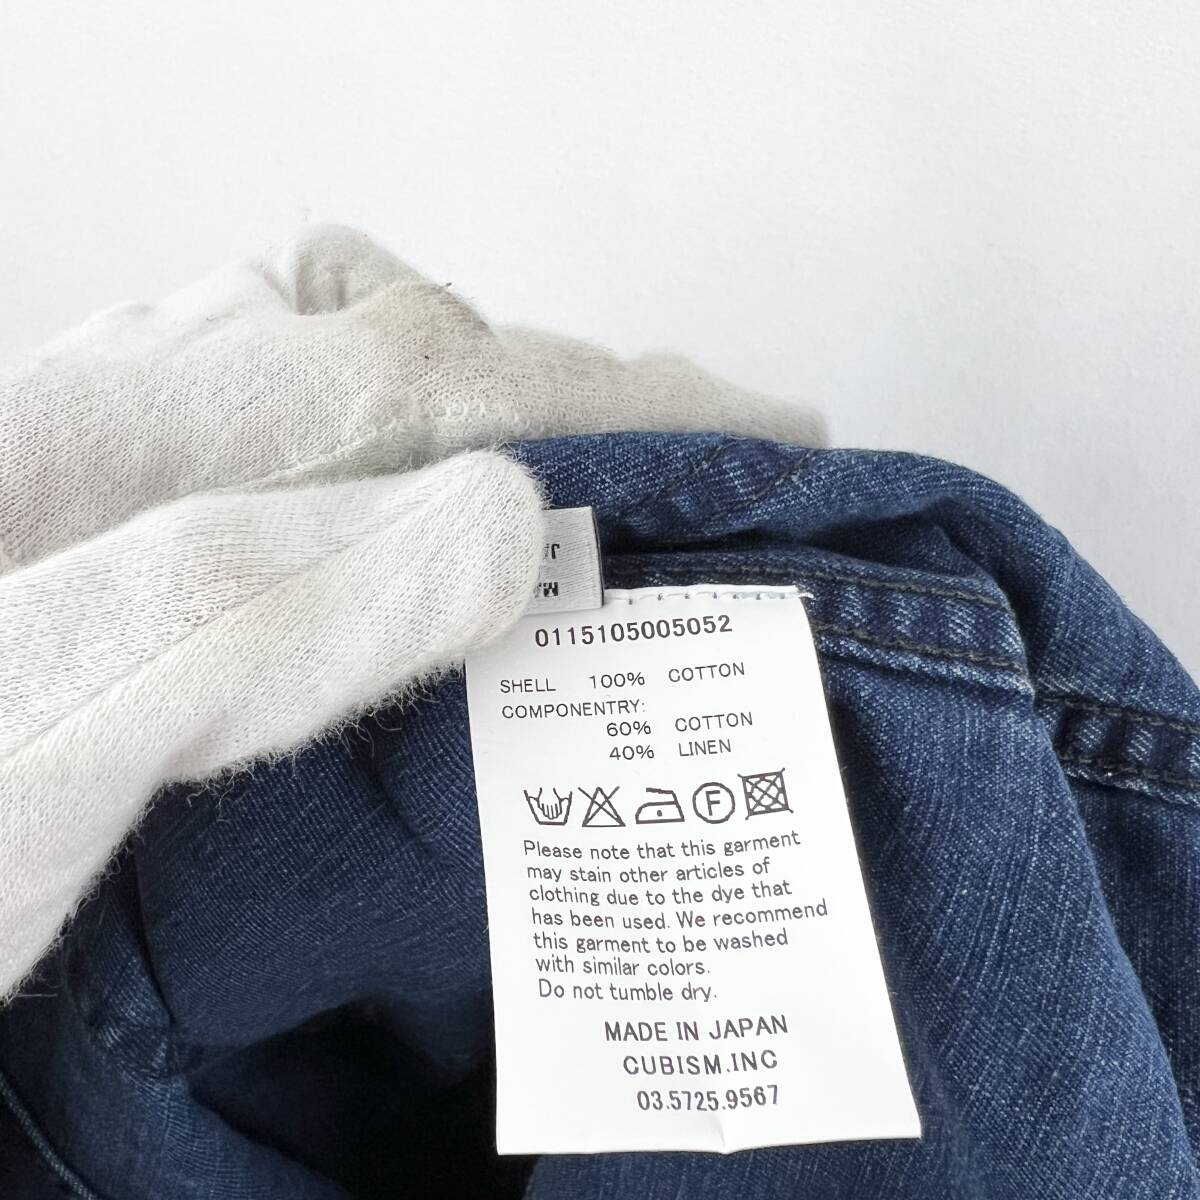 0115105005052
SHELL 100% COTTON
COMPONENTRY:
60% COTTON
40% LINEN
F
Please note that this garment
may stain other articles of
clothing due to the dye that
has been used. We recommend
this garment to be washed
with similar colors.
Do not tumble dry.
MADE IN JAPAN
CUBISM.INC
03.5725.9567